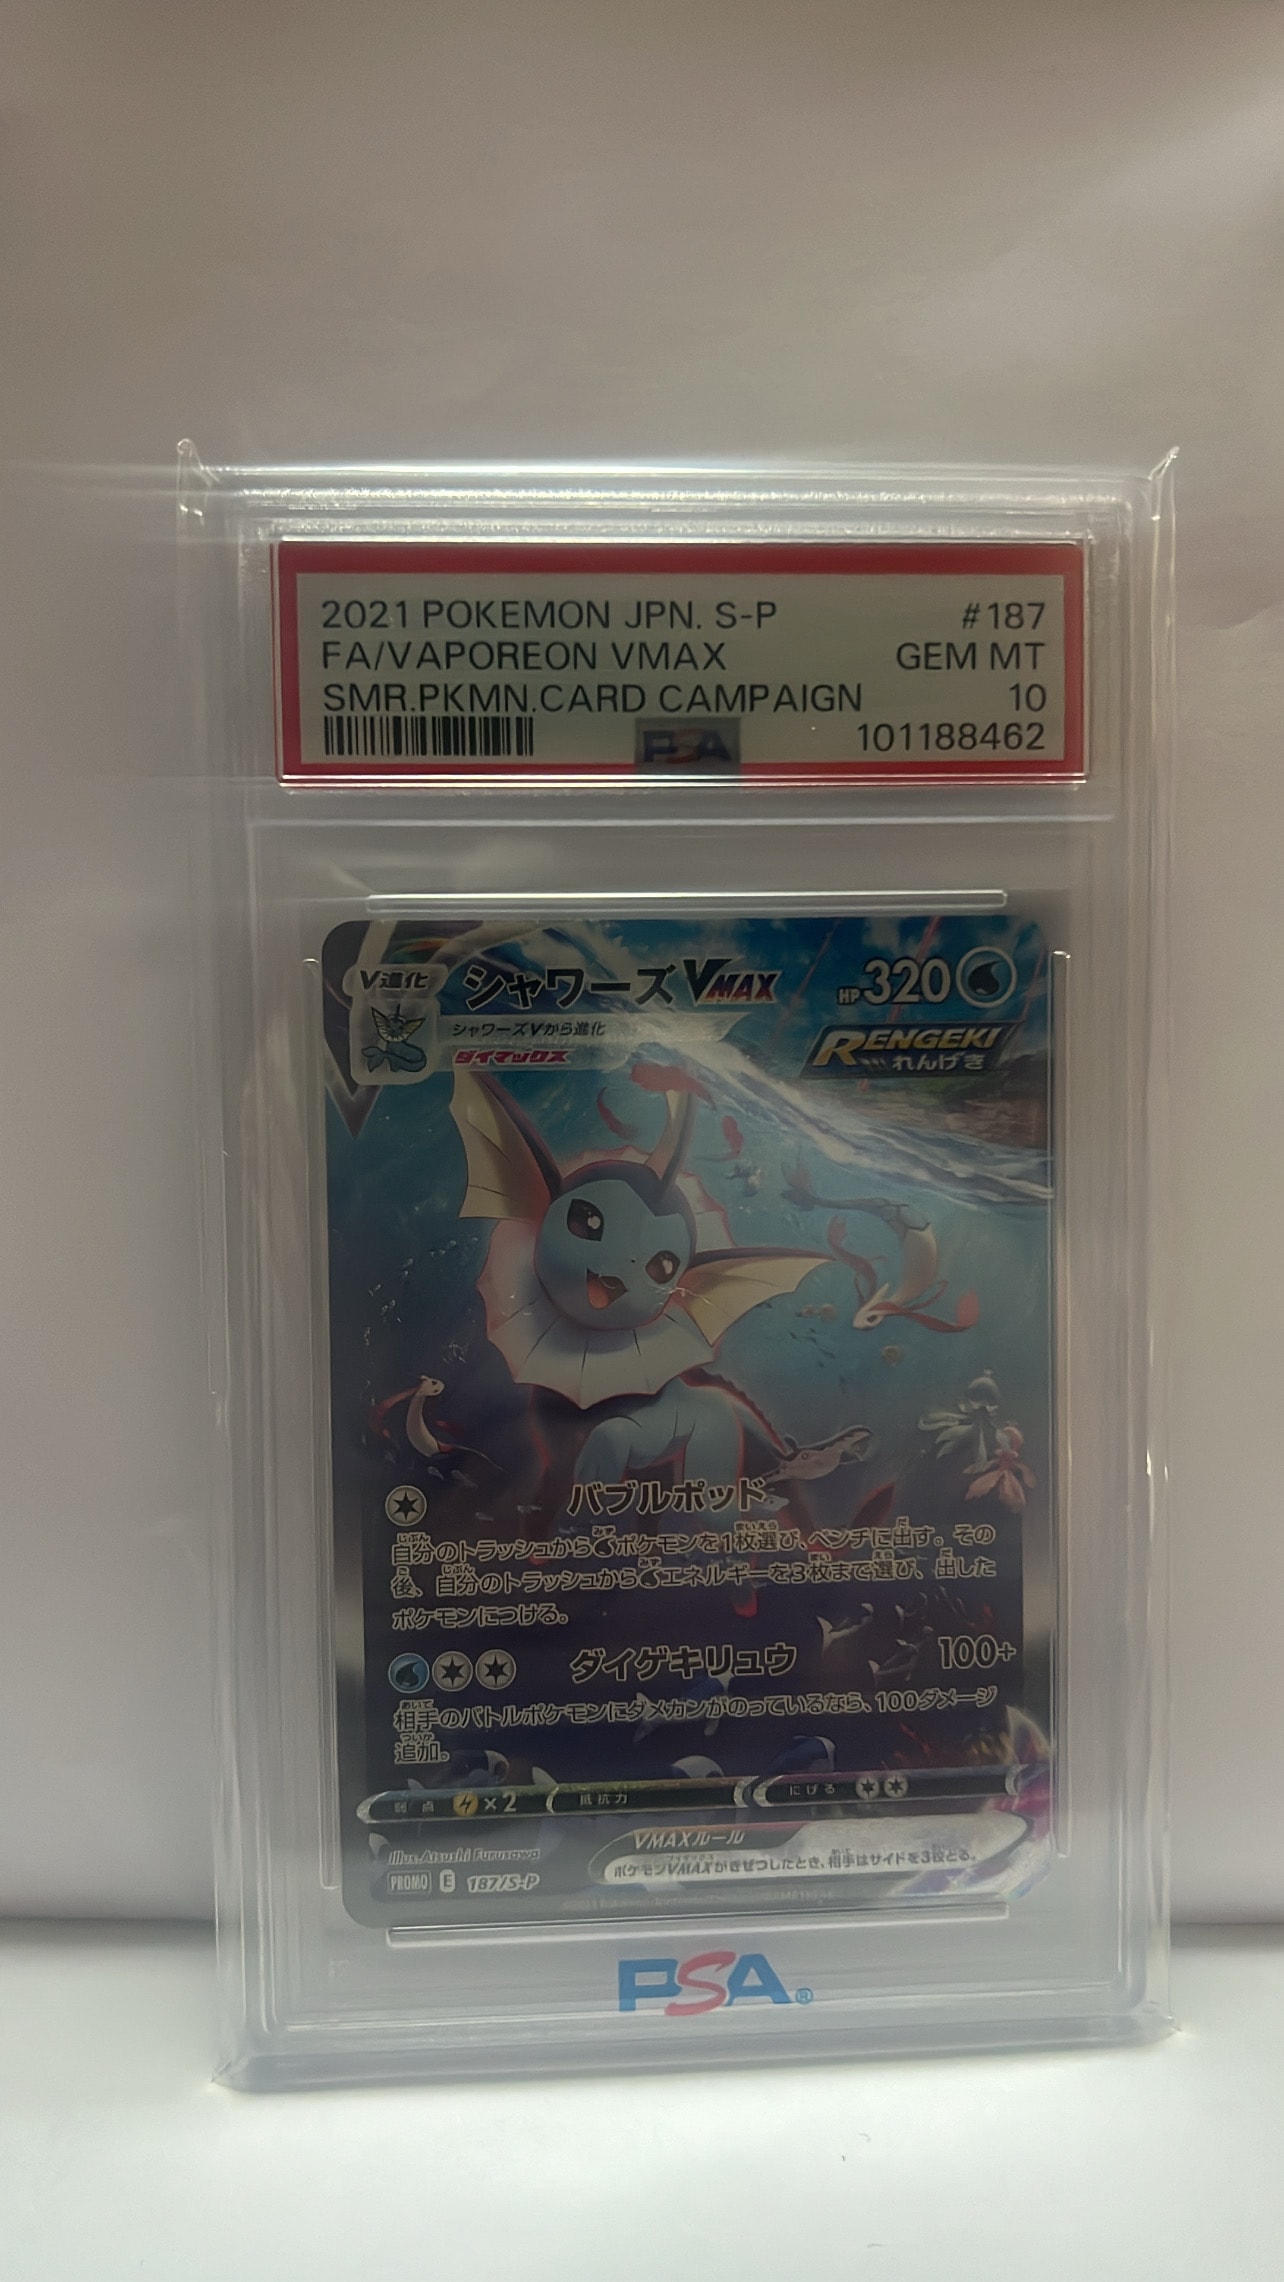 2021 POKEMON JPN. S-P #187
FA/VAPOREON VMAX GEM MT
SMR.PKMN.CARD CAMPAIGN 10
PSA 101188462
V進化 シャワーズVMAX HP320
シャワーズVから進化
ダイマックス
RENGEKI
れんげき
バブルポッド
自分のトラッシュからポケモンを1枚選び、ベンチに出す。その
後、自分のトラッシュからエネルギーを3枚まで選び、出した
ポケモンにつける。
ダイゲキリュウ 100+
相手のバトルポケモンにダメカンがのっているなら、100ダメージ
追加。
弱点 ×2 抵抗力 にげる
VMAXルール
ポケモンVMAXがきぜつしたとき、相手はサイドを3枚とる。
Illus. Atsushi Furusawa
PROMO E 187/S-P
PSA®